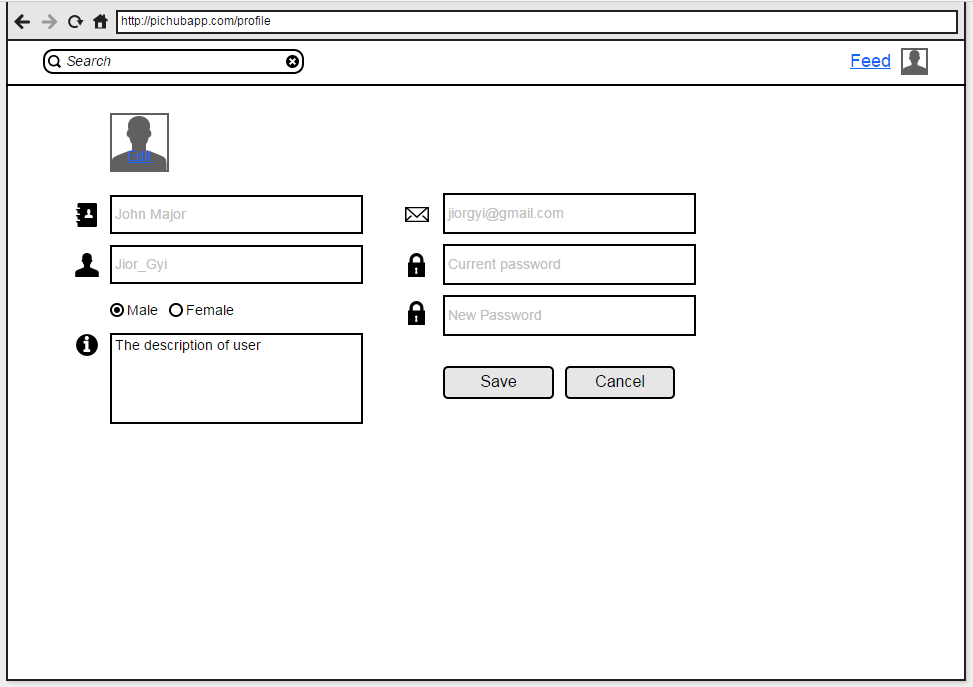 http://pichubapp.com/profile
Search
Feed
John Major
jiorgyi@gmail.com
Jior_Gyi
Current password
Male
Female
New Password
The description of user
Save
Cancel